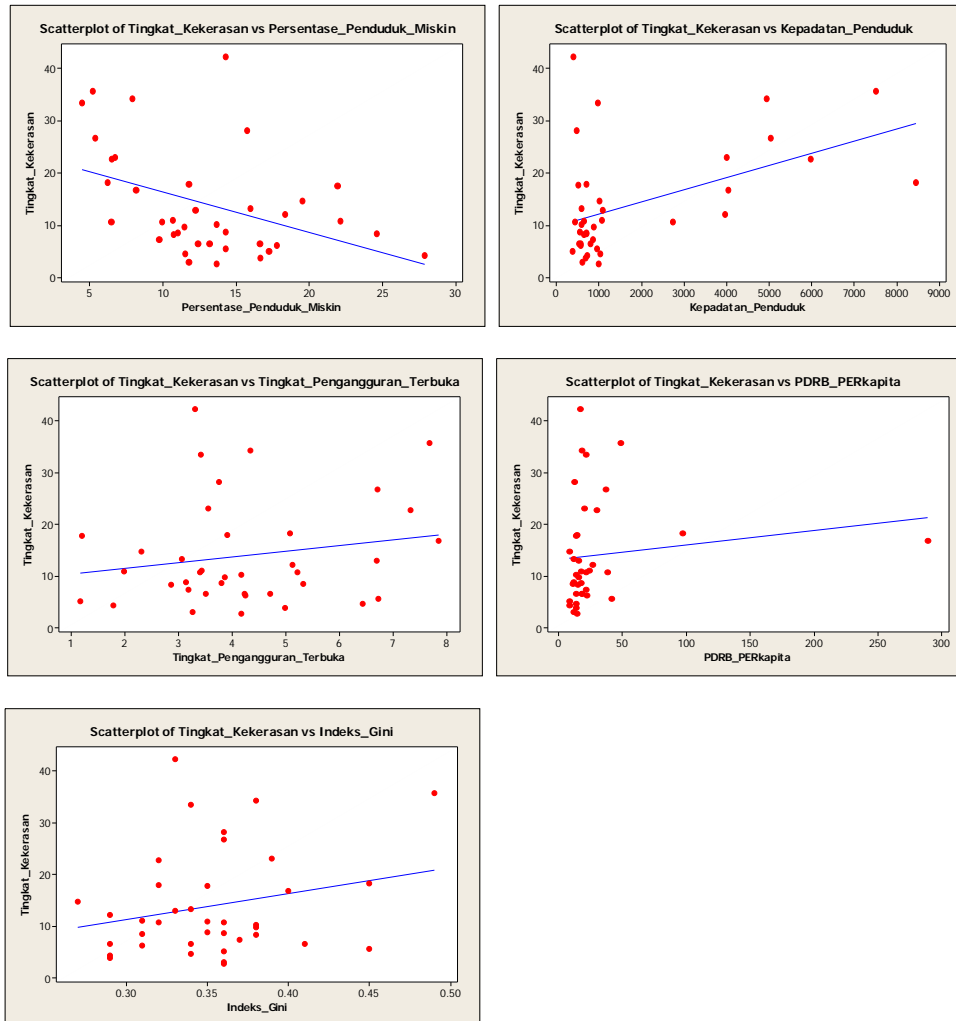 Scatterplot of Tingkat_Kekerasan vs Persentase_Penduduk_Miskin
Tingkat_Kekerasan
40
30
20
10
0
5 10 15 20 25 30
Persentase_Penduduk_Miskin
Scatterplot of Tingkat_Kekerasan vs Kepadatan_Penduduk
Tingkat_Kekerasan
40
30
20
10
0
0 1000 2000 3000 4000 5000 6000 7000 8000 9000
Kepadatan_Penduduk
Scatterplot of Tingkat_Kekerasan vs Tingkat_Pengangguran_Terbuka
Tingkat_Kekerasan
40
30
20
10
0
1 2 3 4 5 6 7 8
Tingkat_Pengangguran_Terbuka
Scatterplot of Tingkat_Kekerasan vs PDRB_PERkapita
Tingkat_Kekerasan
40
30
20
10
0
0 50 100 150 200 250 300
PDRB_PERkapita
Scatterplot of Tingkat_Kekerasan vs Indeks_Gini
Tingkat_Kekerasan
40
30
20
10
0
0.30 0.35 0.40 0.45 0.50
Indeks_Gini